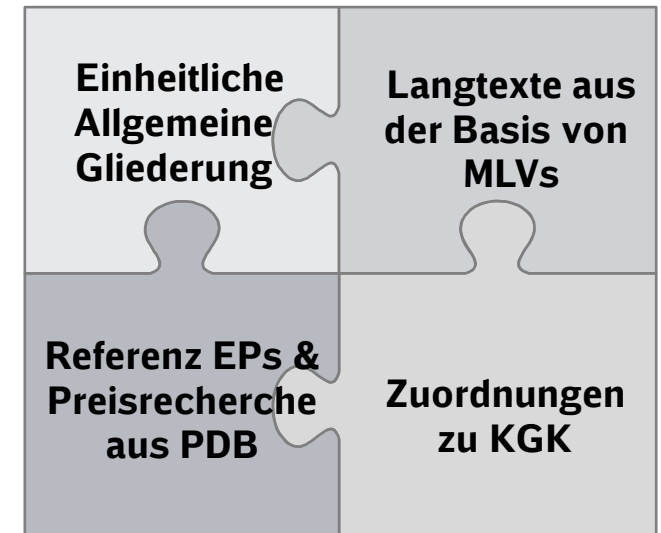 Einheitliche
Allgemeine
Gliederung
Langtexte aus
der Basis von
MLVs
Referenz EPs &
Preisrecherche
aus PDB
Zuordnungen
zu KGK